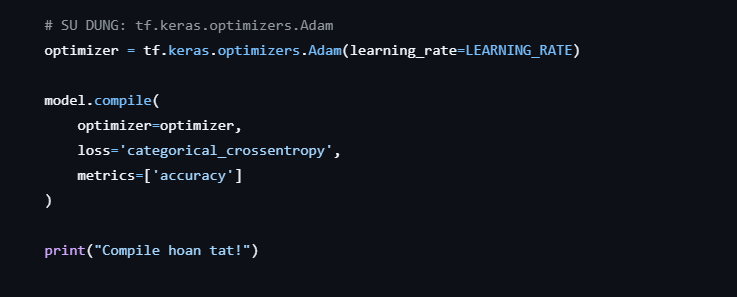 # SU DUNG: tf.keras.optimizers.Adam
optimizer = tf.keras.optimizers.Adam(learning_rate=LEARNING_RATE)
model.compile(
    optimizer=optimizer,
    loss='categorical_crossentropy',
    metrics=['accuracy']
)
print("Compile hoan tat!")